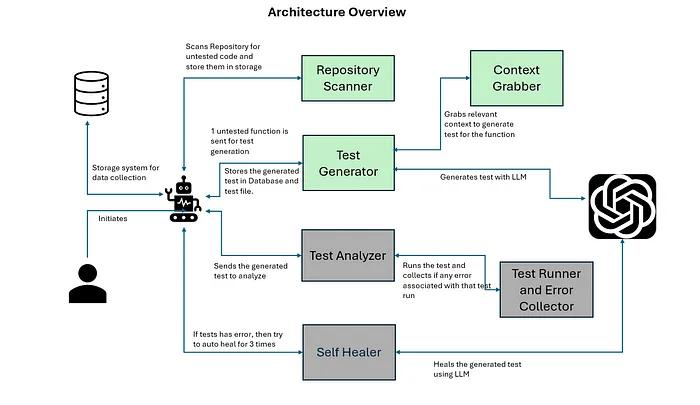 Architecture Overview
Scans Repository for
untested code and
store them in storage
Repository
Scanner
Context
Grabber
Grabs relevant
context to generate
test for the function
1 untested function is
sent for test
generation
Test
Generator
Stores the generated
test in Database and
test file.
Generates test with LLM
Storage system for
data collection
Initiates
Test Analyzer
Sends the generated
test to analyze
Runs the test and
collects if any error
associated with that test
run
Test Runner
and Error
Collector
If tests has error, then try
to auto heal for 3 times
Self Healer
Heals the generated test
using LLM